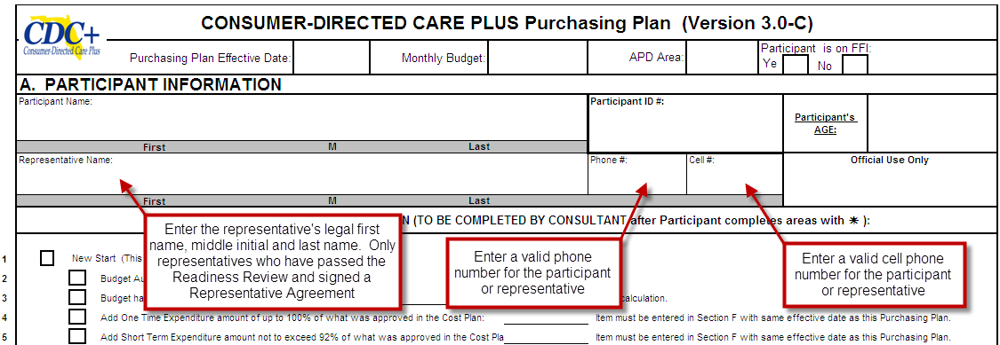 CONSUMER-DIRECTED CARE PLUS Purchasing Plan (Version 3.0-C)
CDC+
Consumer-Directed Care Plus
Purchasing Plan Effective Date:
Monthly Budget:
APD Area:
Participant is on FFI:
Ye
No
A. PARTICIPANT INFORMATION
Participant Name:
Participant ID #:
Participant's
AGE:
First M Last
Representative Name:
Phone #:
Cell #:
Official Use Only
First M Last
N (TO BE COMPLETED BY CONSULTANT after Participant completes areas with ✶ ):
Enter the representative's legal first
name, middle initial and last name. Only
representatives who have passed the
Readiness Review and signed a
Representative Agreement
Enter a valid phone
number for the participant
or representative
Enter a valid cell phone
number for the participant
or representative
1 New Start (This
2 Budget Au
3 Budget ha calculation.
4 Add One Time Expenditure amount of up to 100% of what was approved in the Cost Plan: Item must be entered in Section F with same effective date as this Purchasing Plan.
5 Add Short Term Expenditure amount not to exceed 92% of what was approved in the Cost Pla Item must be entered in Section F with same effective date as this Purchasing Plan.